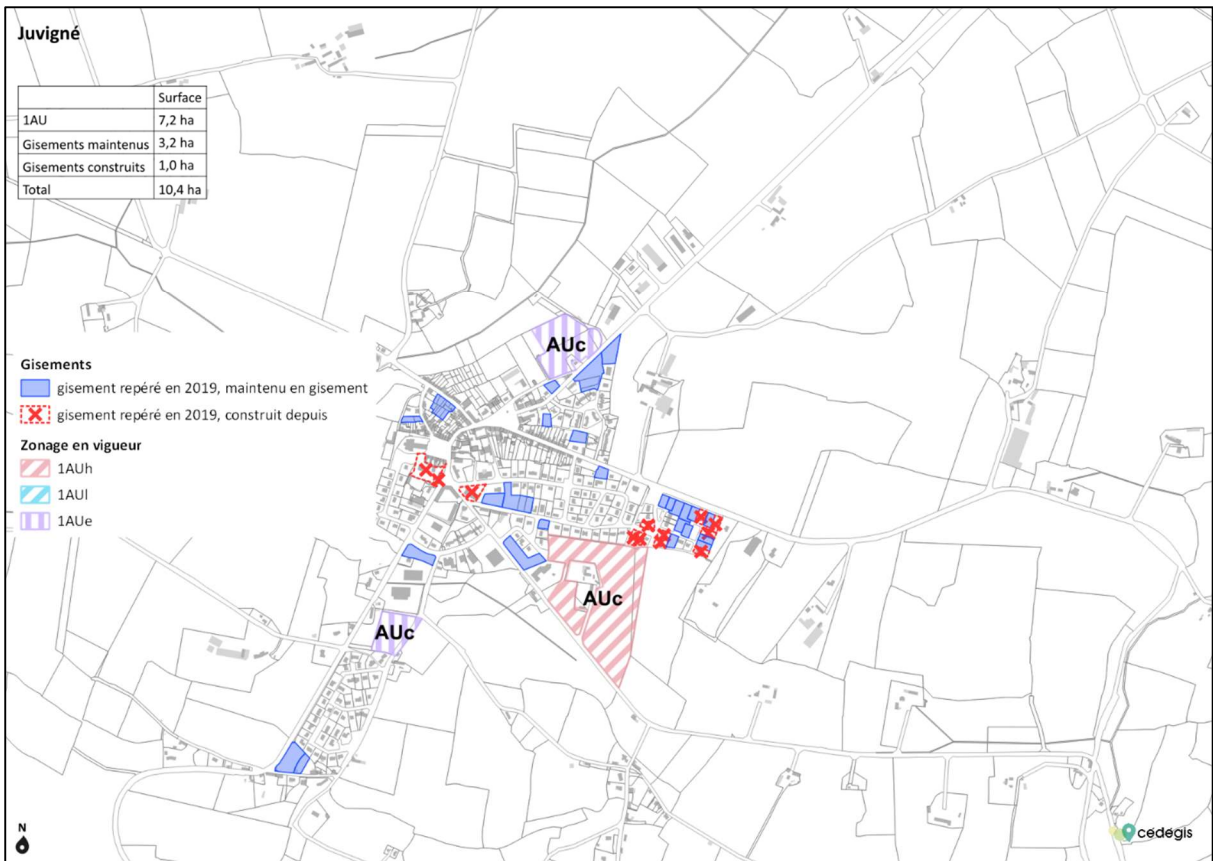 Juvigné
Surface
1AU 7,2 ha
Gisements maintenus 3,2 ha
Gisements construits 1,0 ha
Total 10,4 ha
AUc
Gisements
gisement repéré en 2019, maintenu en gisement
gisement repéré en 2019, construit depuis
Zonage en vigueur
1AUh
1AUl
1AUe
AUc
AUc
N
cedegis